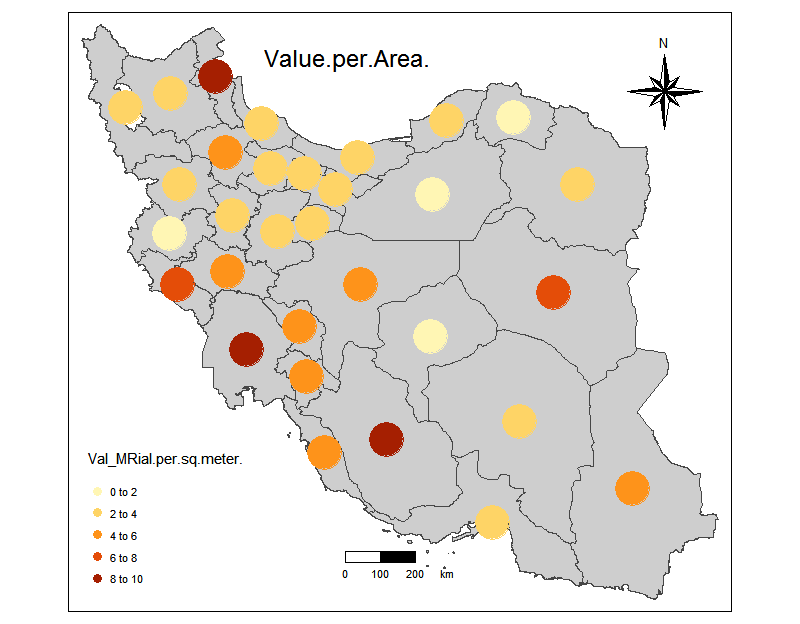 Value.per.Area.
N
Val_MRial.per.sq.meter.
0 to 2
2 to 4
4 to 6
6 to 8
8 to 10
0 100 200 km